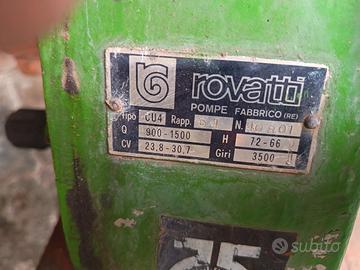 rovatti
POMPE FABBRICO (RE)
Tipo CU4 Rapp. N.
Q 900-1500 H 72-66
CV 23.8-30.7 Giri 3500
subito